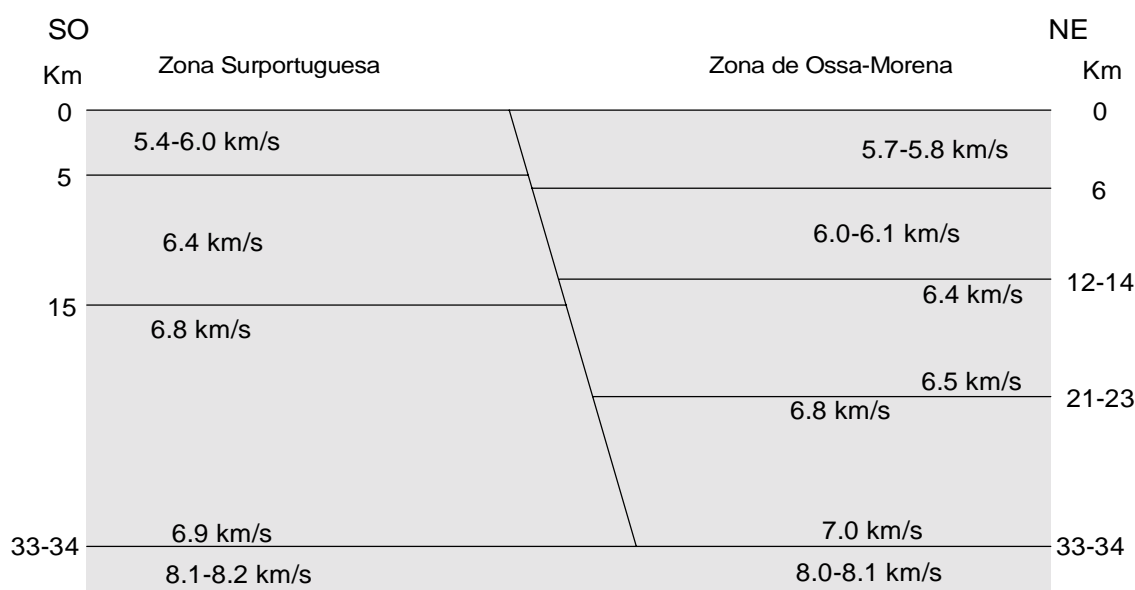 SO
NE
Km
Zona Surportuguesa
Zona de Ossa-Morena
Km
0
0
5.4-6.0 km/s
5.7-5.8 km/s
5
6
6.4 km/s
6.0-6.1 km/s
12-14
6.4 km/s
15
6.8 km/s
6.5 km/s
21-23
6.8 km/s
6.9 km/s
7.0 km/s
33-34
33-34
8.1-8.2 km/s
8.0-8.1 km/s